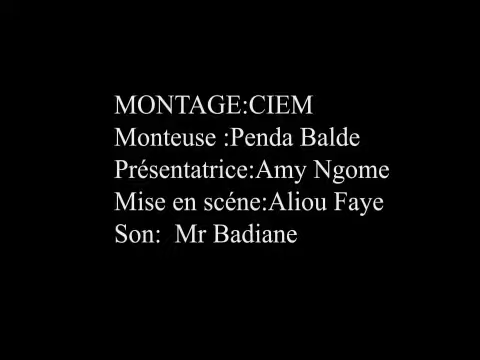 MONTAGE:CIEM
Monteuse :Penda Balde
Présentatrice:Amy Ngome
Mise en scéne:Aliou Faye
Son:  Mr Badiane